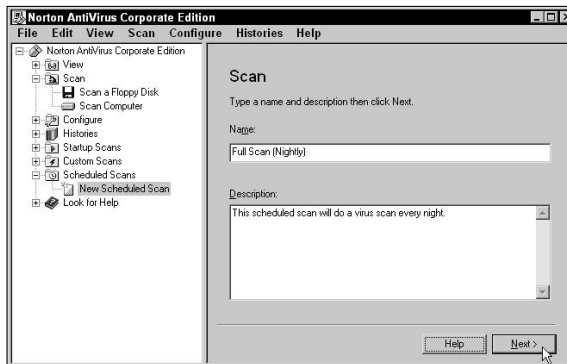 Norton AntiVirus Corporate Edition
File Edit View Scan Configure Histories Help
Norton AntiVirus Corporate Edition
View
Scan
Scan a Floppy Disk
Scan Computer
Configure
Histories
Startup Scans
Custom Scans
Scheduled Scans
New Scheduled Scan
Look for Help
Scan
Type a name and description then click Next.
Name:
Full Scan (Nightly)
Description:
This scheduled scan will do a virus scan every night.
Help
Next >